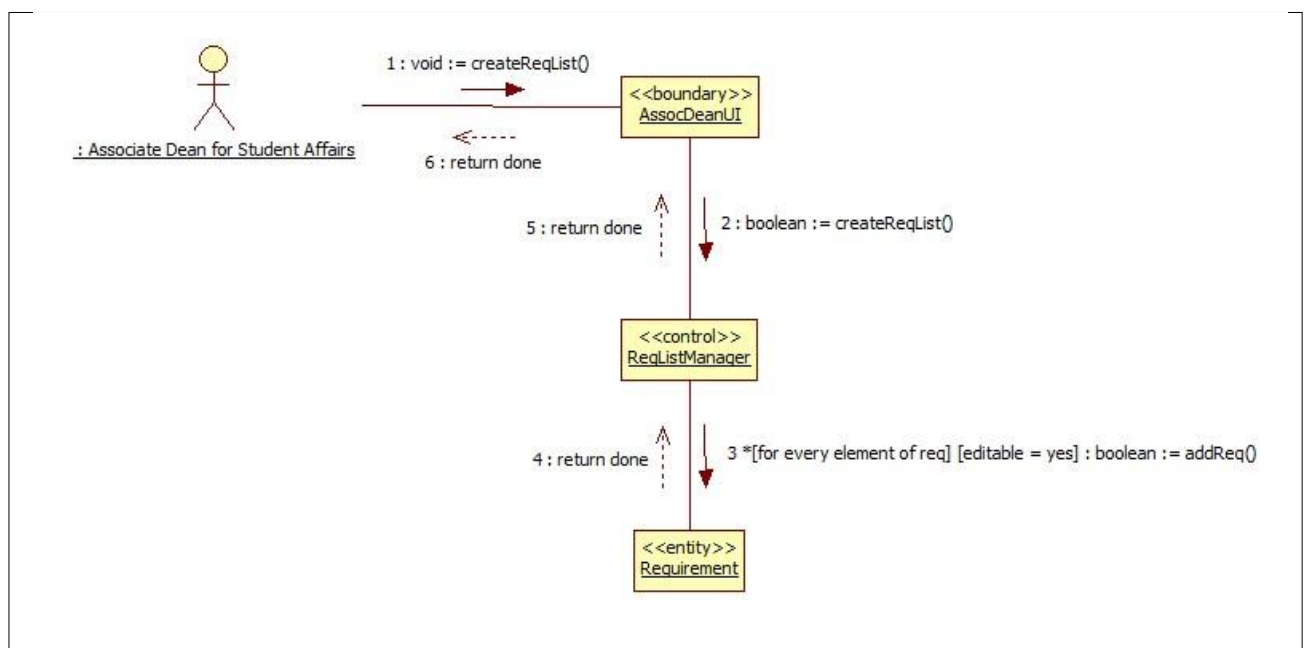 1 : void := createReqList()
<<boundary>>
AssocDeanUI
: Associate Dean for Student Affairs
6 : return done
5 : return done
2 : boolean := createReqList()
<<control>>
ReqListManager
4 : return done
3 *[for every element of req] [editable = yes] : boolean := addReq()
<<entity>>
Requirement